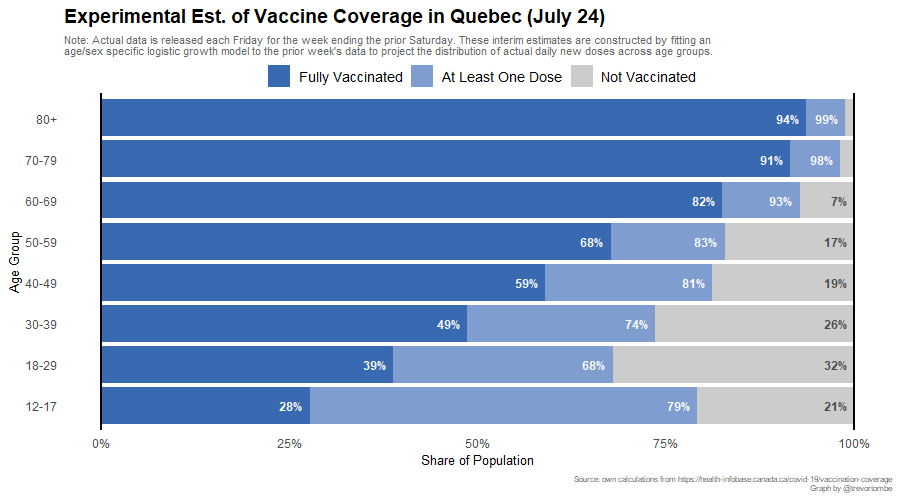 Experimental Est. of Vaccine Coverage in Quebec (July 24)
Note: Actual data is released each Friday for the week ending the prior Saturday. These interim estimates are constructed by fitting an
age/sex specific logistic growth model to the prior week's data to project the distribution of actual daily new doses across age groups.
Fully Vaccinated At Least One Dose Not Vaccinated
Age Group
80+ 94% 99%
70-79 91% 98%
60-69 82% 93% 7%
50-59 68% 83% 17%
40-49 59% 81% 19%
30-39 49% 74% 26%
18-29 39% 68% 32%
12-17 28% 79% 21%
0% 25% 50% 75% 100%
Share of Population
Source: own calculations from https://health-infobase.canada.ca/covid-19/vaccination-coverage
Graph by @trevortombe